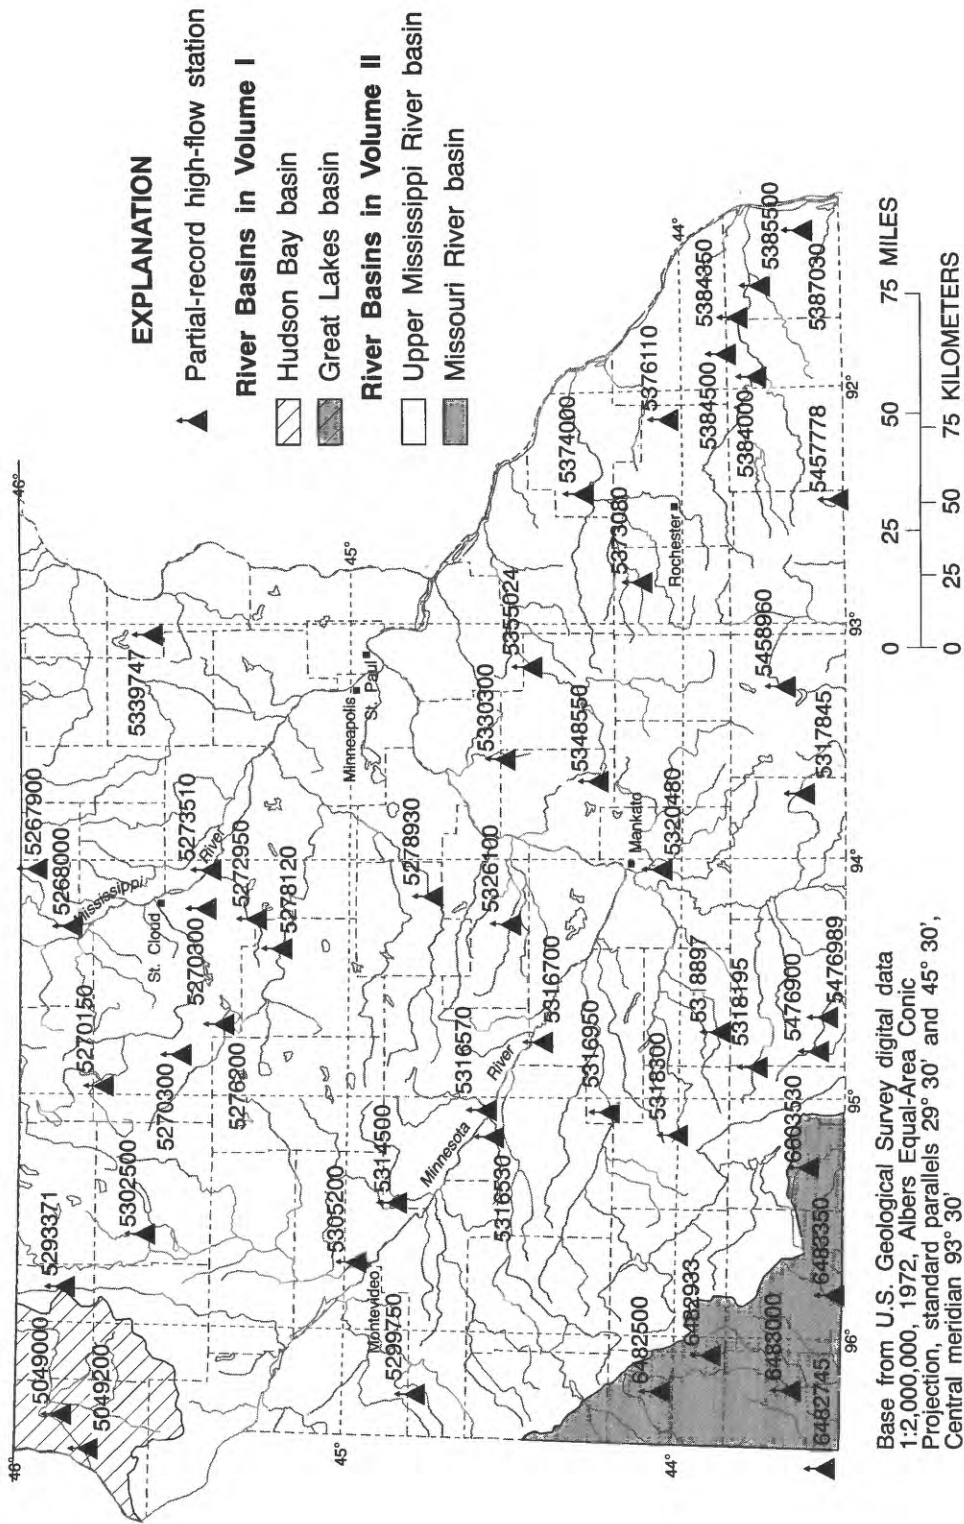 EXPLANATION
Partial-record high-flow station
River Basins in Volume I
Hudson Bay basin
Great Lakes basin
River Basins in Volume II
Upper Mississippi River basin
Missouri River basin
46°
46°
5267900
5268000
5293371
5049000
5049200
5270150
5302500
5339747
Mississippi
River
St. Cloud
5273510
5270300
5270300
5272950
5276200
5278120
45°
45°
Minneapolis
St. Paul
5305200
Montevideo
5314500
5299750
5278930
Minnesota
River
5316570
5326100
5330300
5355024
5316530
5316700
5374000
5348550
5373080
5316950
Mankato
5320480
5376110
Rochester
44°
44°
5318300
5318897
5384350
5384500
6482500
6482933
5318195
5384000
5385500
5458960
5476900
6603530
6483000
5317845
5457778
5387030
5476989
6483350
64827451
96°
95°
94°
93°
92°
0 25 50 75 MILES
0 25 50 75 KILOMETERS
Base from U.S. Geological Survey digital data
1:2,000,000, 1972, Albers Equal-Area Conic
Projection, standard parallels 29° 30' and 45° 30',
Central meridian 93° 30'